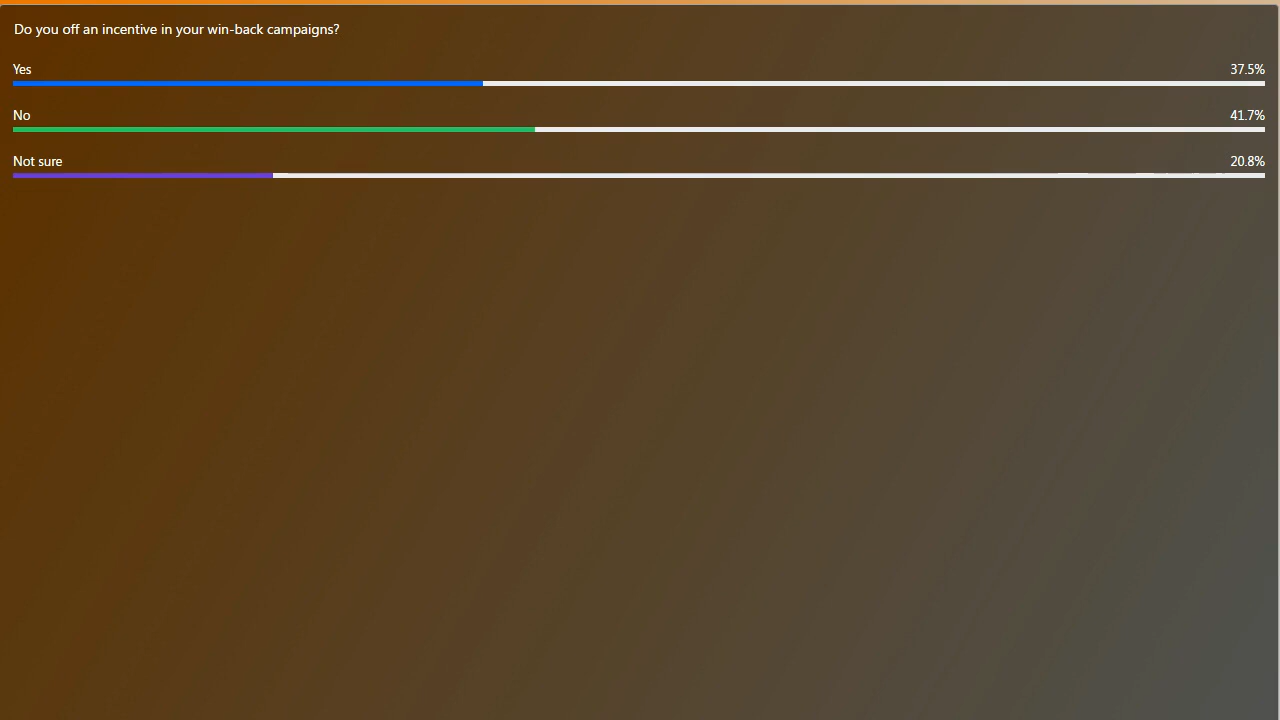 Do you off an incentive in your win-back campaigns?
Yes 37.5%
No 41.7%
Not sure 20.8%